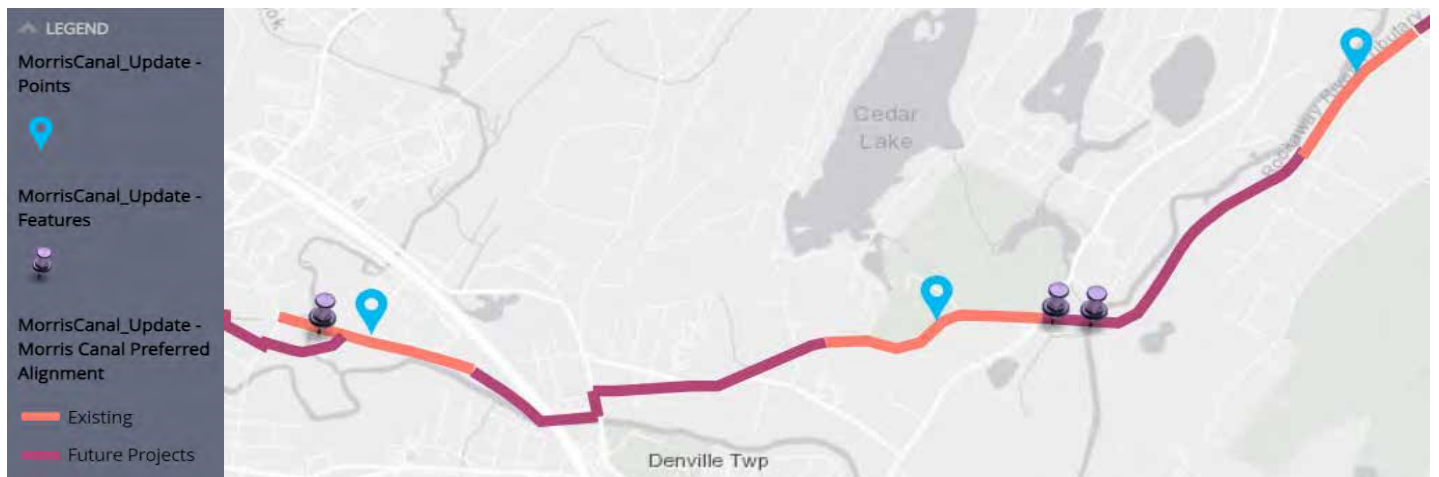 LEGEND
MorrisCanal_Update -
Points
MorrisCanal_Update -
Features
MorrisCanal_Update -
Morris Canal Preferred
Alignment
Existing
Future Projects
Cedar
Lake
Denville Twp